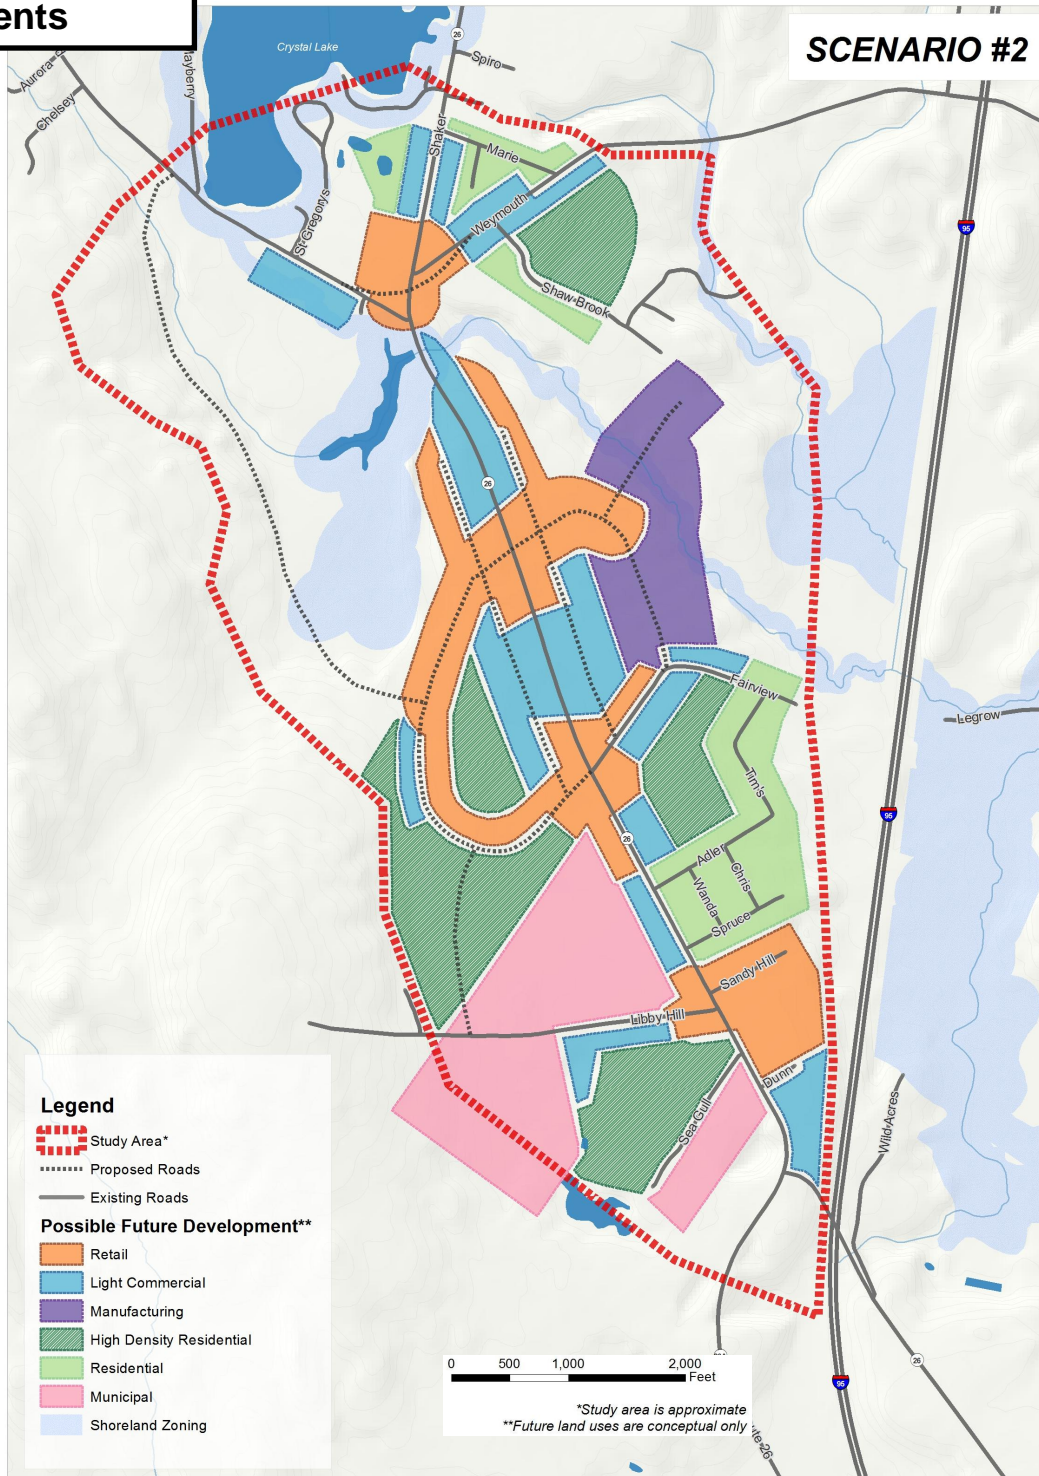 ents
SCENARIO #2
Crystal Lake
26
Spiro
Aurora
Chelsey
Mayberry
Shaker
Marie
Weymouth
St Gregorys
Shaw Brook
95
26
Fairview
Legrow
Tim's
95
26
Adler
Chris
Wanda
Spruce
Sandy Hill
Libby Hill
Dunn
Sea Gull
Wild Acres
Legend
Study Area*
Proposed Roads
Existing Roads
Possible Future Development**
Retail
Light Commercial
Manufacturing
High Density Residential
Residential
Municipal
Shoreland Zoning
0 500 1,000 2,000
Feet
*Study area is approximate
**Future land uses are conceptual only
26
95
ute 26